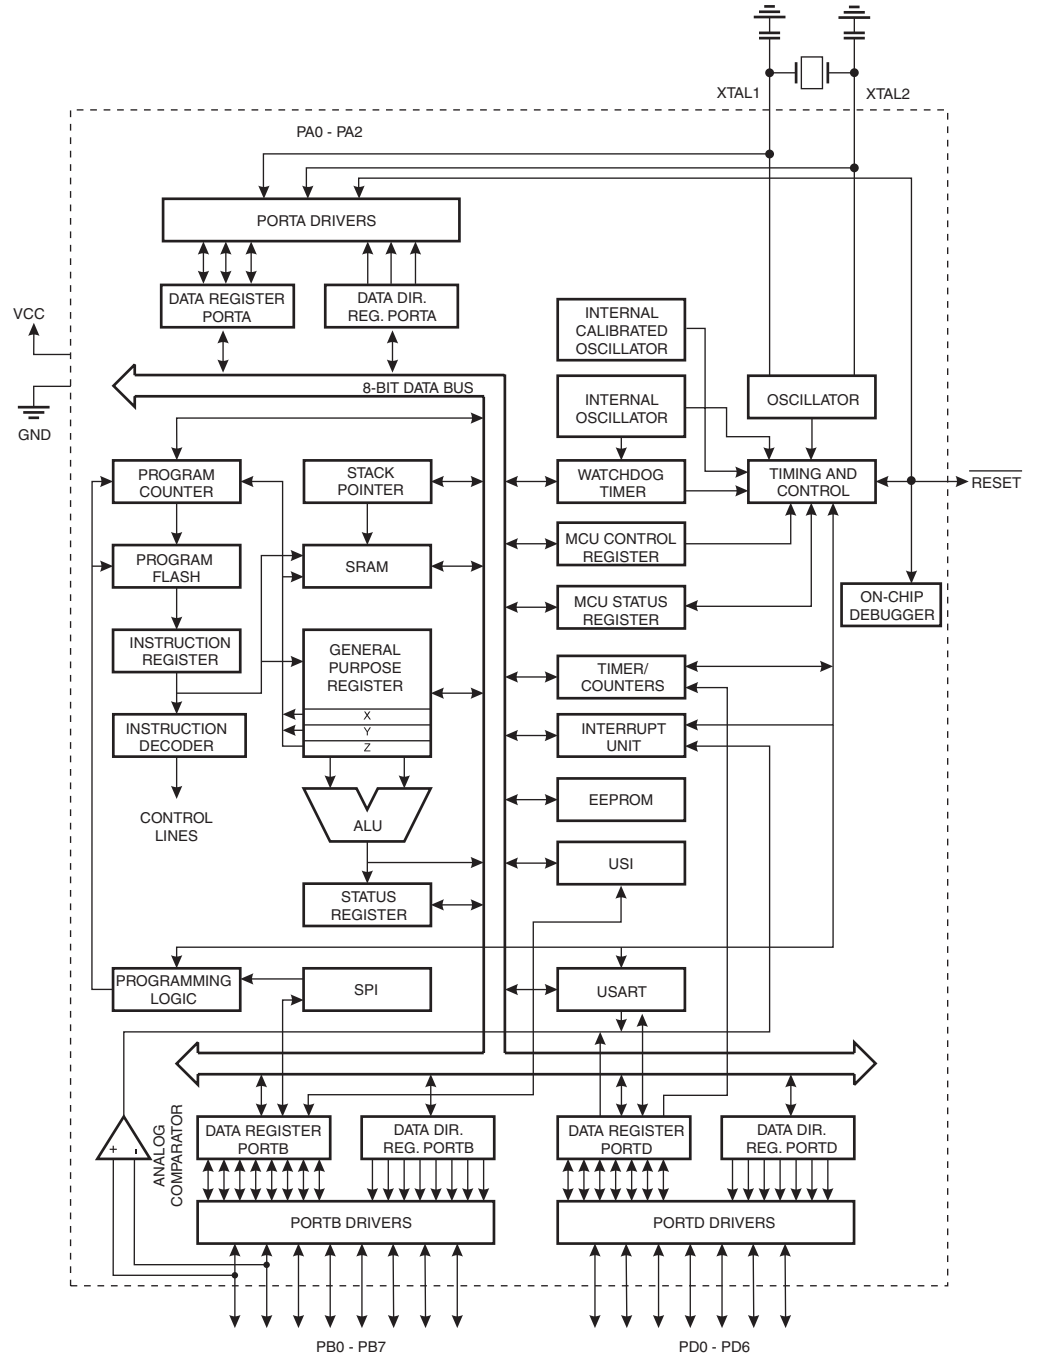 XTAL1
XTAL2
PA0 - PA2
PORTA DRIVERS
DATA REGISTER
PORTA
DATA DIR.
REG. PORTA
VCC
GND
8-BIT DATA BUS
INTERNAL
CALIBRATED
OSCILLATOR
INTERNAL
OSCILLATOR
OSCILLATOR
PROGRAM
COUNTER
STACK
POINTER
WATCHDOG
TIMER
TIMING AND
CONTROL
RESET
PROGRAM
FLASH
SRAM
MCU CONTROL
REGISTER
MCU STATUS
REGISTER
ON-CHIP
DEBUGGER
INSTRUCTION
REGISTER
GENERAL
PURPOSE
REGISTER
X
Y
Z
TIMER/
COUNTERS
INSTRUCTION
DECODER
INTERRUPT
UNIT
CONTROL
LINES
ALU
EEPROM
USI
STATUS
REGISTER
PROGRAMMING
LOGIC
SPI
USART
+
-
ANALOG
COMPARATOR
DATA REGISTER
PORTB
DATA DIR.
REG. PORTB
DATA REGISTER
PORTD
DATA DIR.
REG. PORTD
PORTB DRIVERS
PORTD DRIVERS
PB0 - PB7
PD0 - PD6